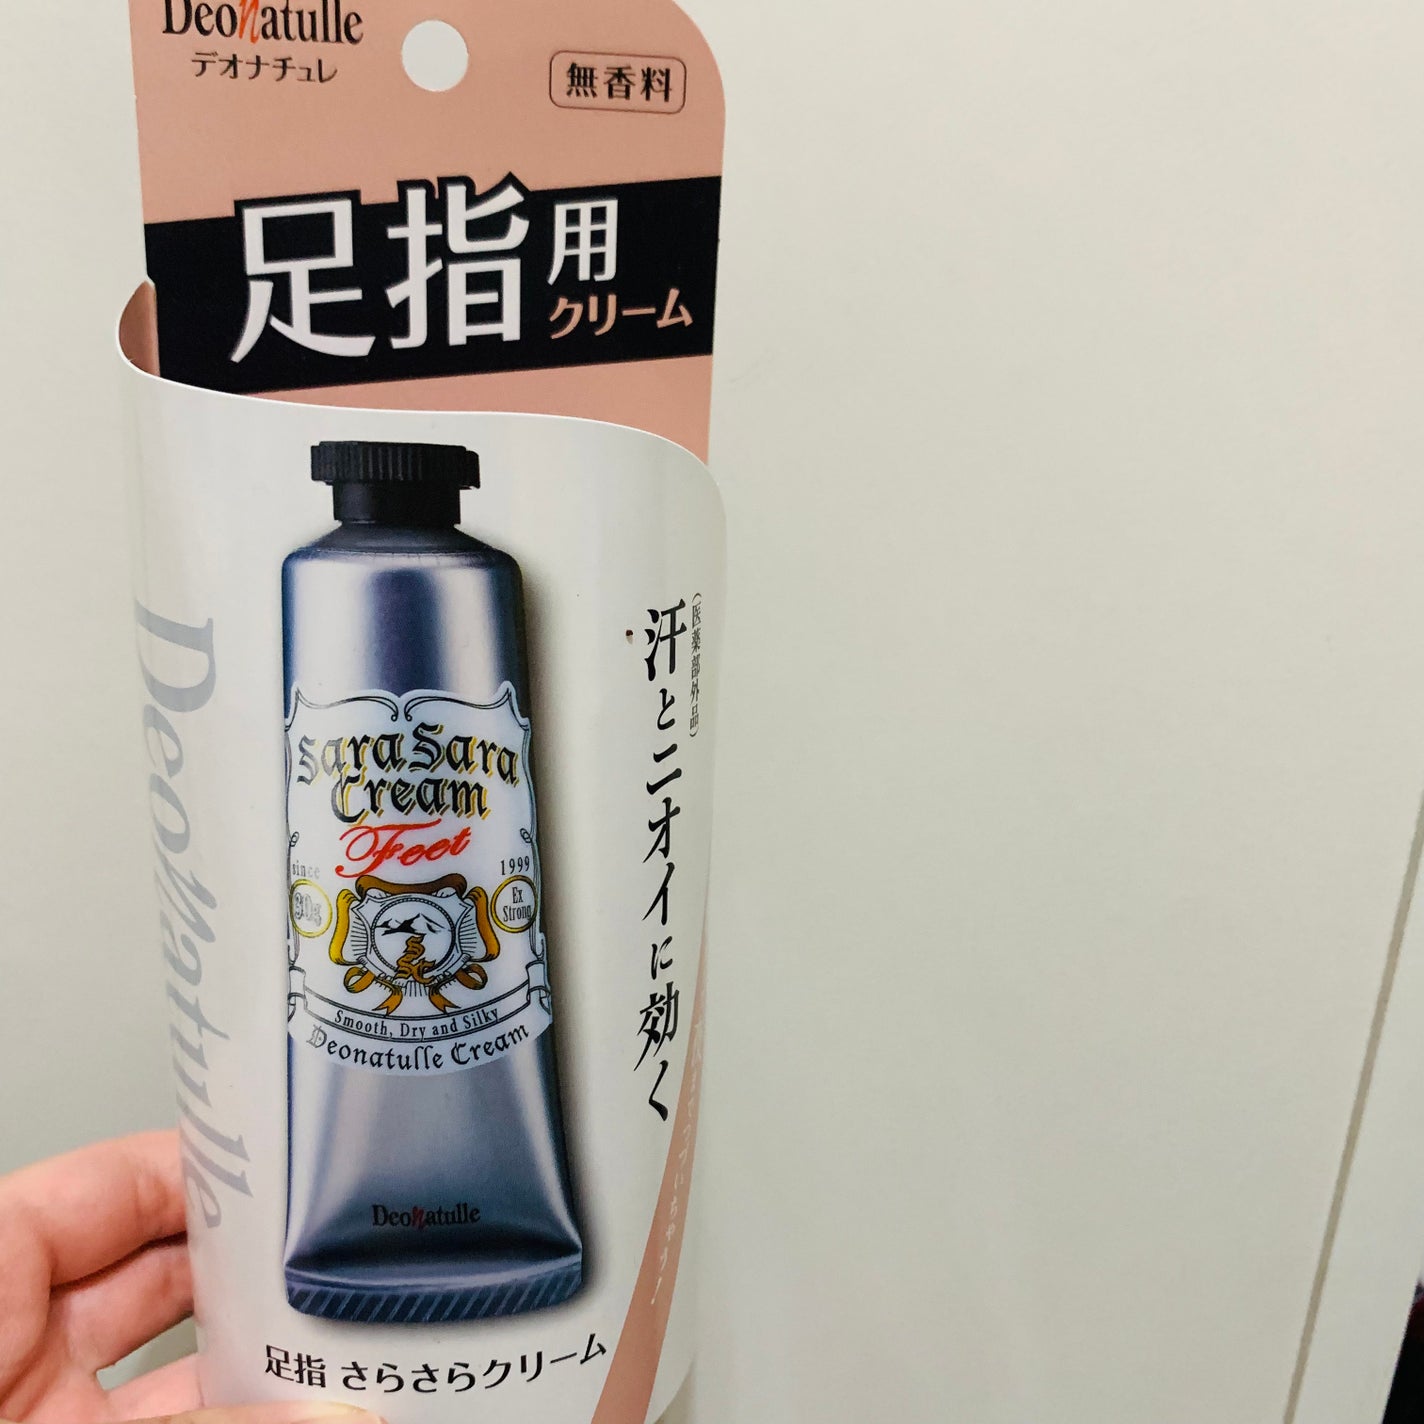 Deonatulle
デオナチュレ
無香料
足指用
クリーム
(医薬部外品)
汗とニオイに効く
Deonatulle
Sara Sara
Cream
Feet
since 1999
30g
Ex
Strong
Smooth, Dry and Silky
Deonatulle Cream
Deonatulle
足指 さらさらクリーム